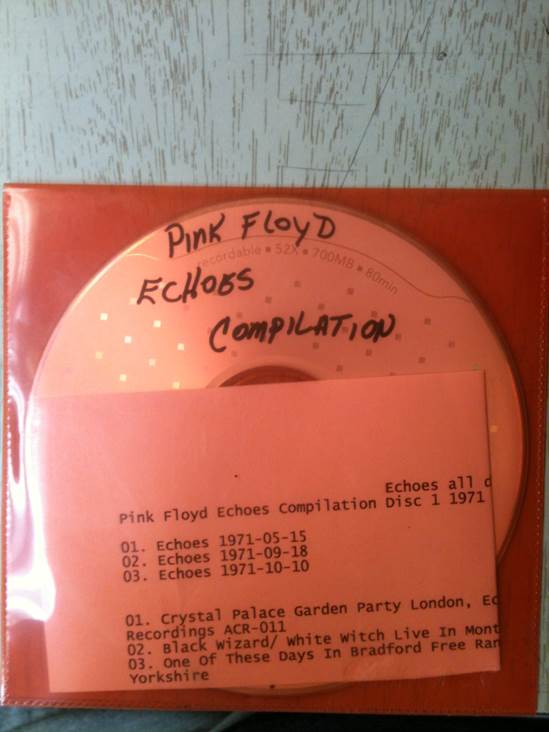 PINK FLOYD
recordable • 52X • 700MB • 80min
ECHOES
COMPILATION
Echoes all
Pink Floyd Echoes Compilation Disc 1 1971
01. Echoes 1971-05-15
02. Echoes 1971-09-18
03. Echoes 1971-10-10
01. Crystal Palace Garden Party London,
Recordings ACR-011
02. Black Wizard/ White Witch Live In Mont
03. One Of These Days In Bradford Free Ran
Yorkshire